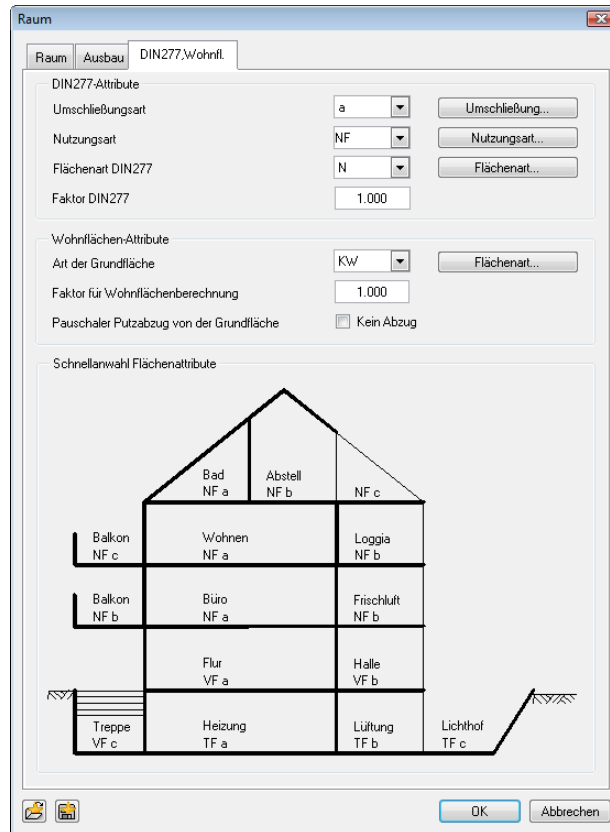 Raum
Raum Ausbau DIN277,Wohnfl.
DIN277-Attribute
Umschließungsart a Umschließung...
Nutzungsart NF Nutzungsart...
Flächenart DIN277 N Flächenart...
Faktor DIN277 1.000
Wohnflächen-Attribute
Art der Grundfläche KW Flächenart...
Faktor für Wohnflächenberechnung 1.000
Pauschaler Putzabzug von der Grundfläche Kein Abzug
Schnellanwahl Flächenattribute
Bad Abstell
NF a NF b NF c
Balkon Wohnen Loggia
NF c NF a NF b
Balkon Büro Frischluft
NF b NF a NF b
Flur Halle
VF a VF b
Treppe Heizung Lüftung Lichthof
VF c TF a TF b TF c
OK Abbrechen